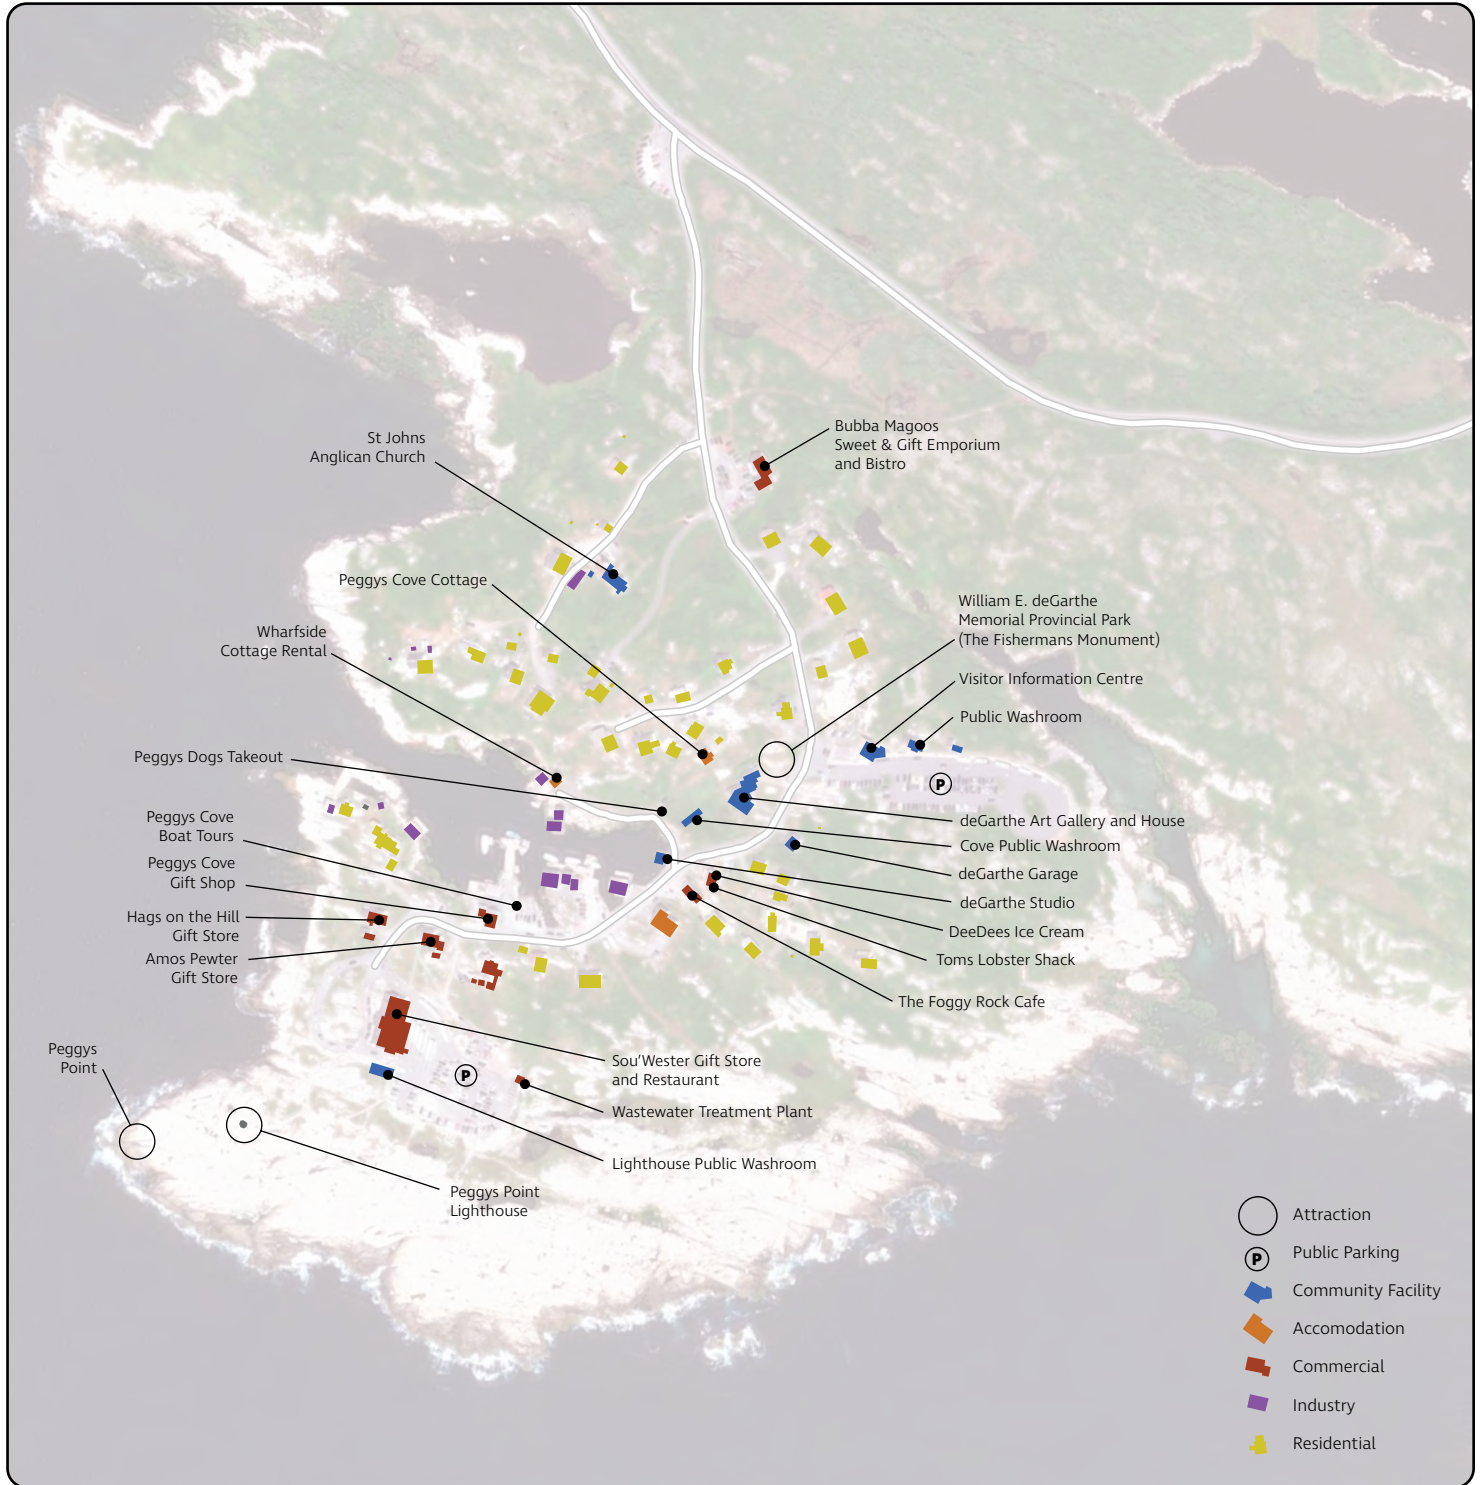 Bubba Magoos
Sweet & Gift Emporium
and Bistro
St Johns
Anglican Church
Peggys Cove Cottage
William E. deGarthe
Memorial Provincial Park
(The Fishermans Monument)
Wharfside
Cottage Rental
Visitor Information Centre
Public Washroom
Peggys Dogs Takeout
P
Peggys Cove
Boat Tours
deGarthe Art Gallery and House
Cove Public Washroom
Peggys Cove
Gift Shop
deGarthe Garage
deGarthe Studio
Hags on the Hill
Gift Store
DeeDees Ice Cream
Amos Pewter
Gift Store
Toms Lobster Shack
The Foggy Rock Cafe
Peggys
Point
Sou'Wester Gift Store
and Restaurant
P
Wastewater Treatment Plant
Lighthouse Public Washroom
Peggys Point
Lighthouse
Attraction
P Public Parking
Community Facility
Accomodation
Commercial
Industry
Residential